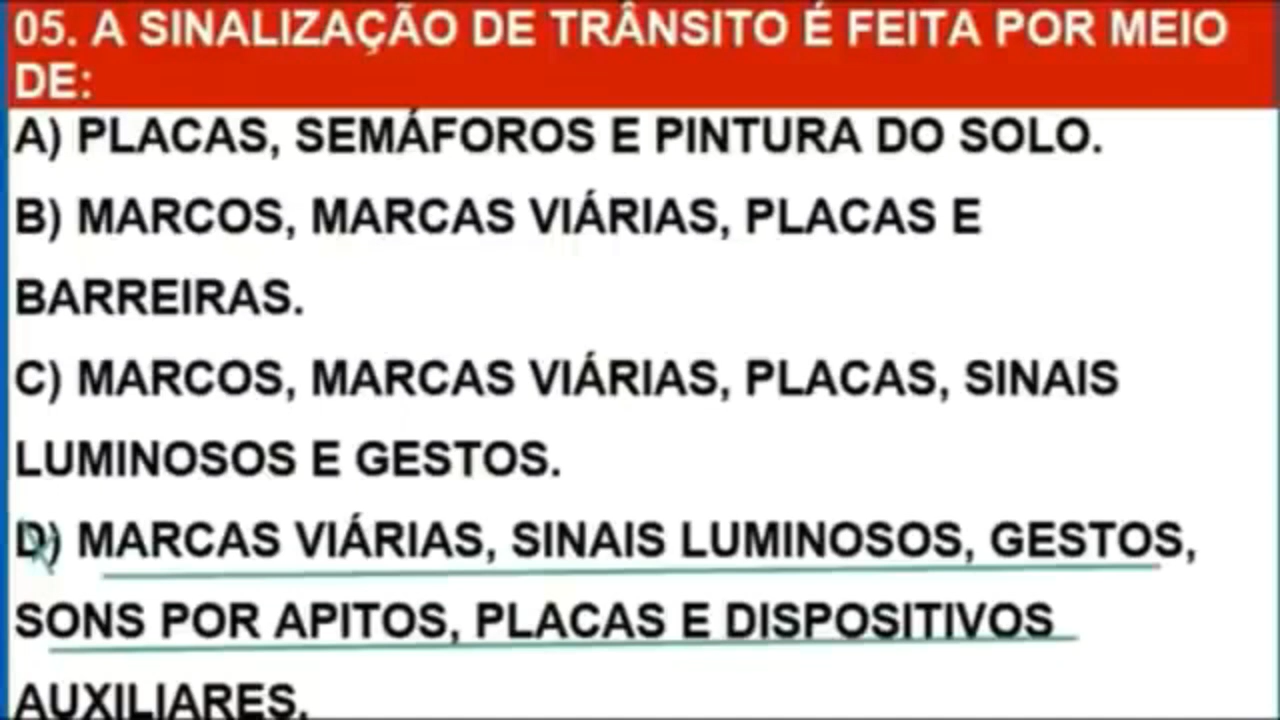 05. A SINALIZAÇÃO DE TRÂNSITO É FEITA POR MEIO
DE:
A) PLACAS, SEMÁFOROS E PINTURA DO SOLO.
B) MARCOS, MARCAS VIÁRIAS, PLACAS E
BARREIRAS.
C) MARCOS, MARCAS VIÁRIAS, PLACAS, SINAIS
LUMINOSOS E GESTOS.
D) MARCAS VIÁRIAS, SINAIS LUMINOSOS, GESTOS,
SONS POR APITOS, PLACAS E DISPOSITIVOS
AUXILIARES.